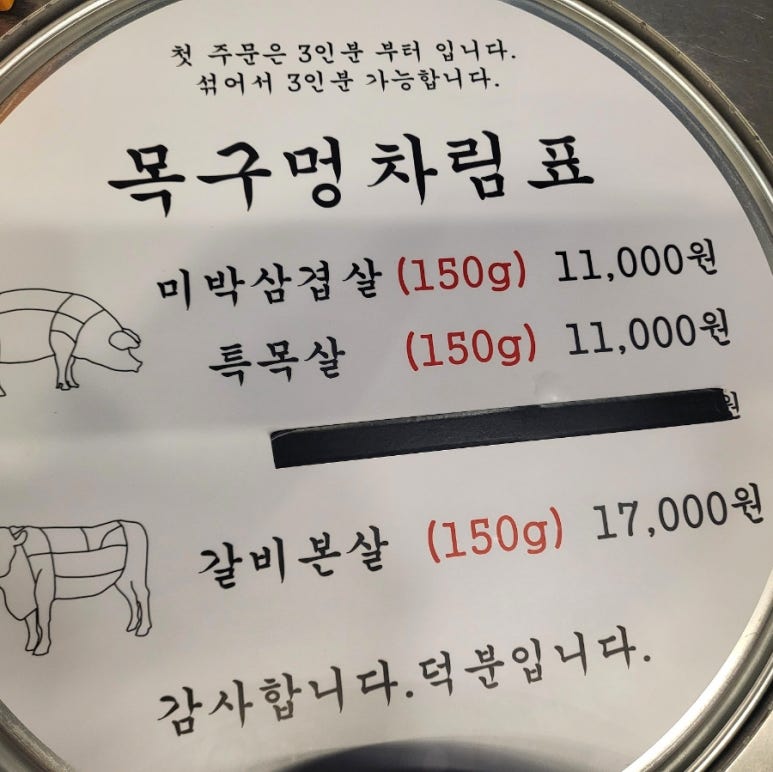 첫 주문은 3인분 부터 입니다.
섞어서 3인분 가능합니다.
목구멍 차림표
미박삼겹살 (150g) 11,000원
특목살 (150g) 11,000원
원
갈비본살 (150g) 17,000원
감사합니다.덕분입니다.